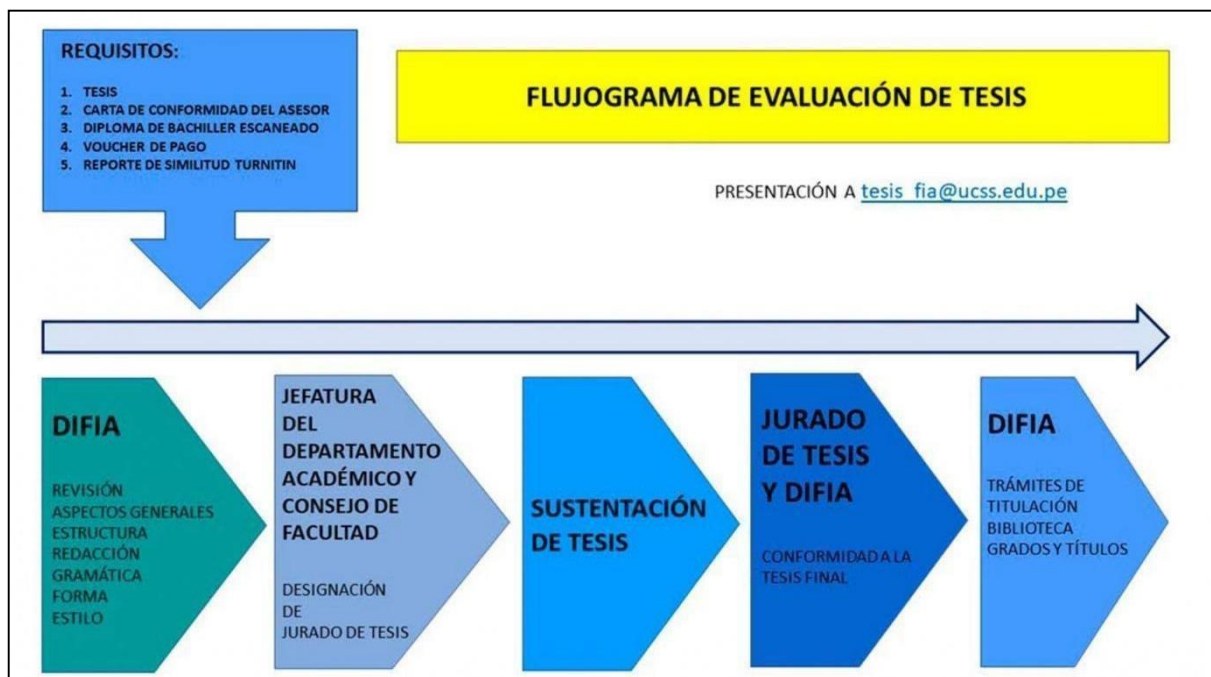 REQUISITOS:
1. TESIS
2. CARTA DE CONFORMIDAD DEL ASESOR
3. DIPLOMA DE BACHILLER ESCANEADO
4. VOUCHER DE PAGO
5. REPORTE DE SIMILITUD TURNITIN
FLUJOGRAMA DE EVALUACIÓN DE TESIS
PRESENTACIÓN A tesis_fia@ucss.edu.pe
DIFIA
REVISIÓN
ASPECTOS GENERALES
ESTRUCTURA
REDACCIÓN
GRAMÁTICA
FORMA
ESTILO
JEFATURA
DEL
DEPARTAMENTO
ACADÉMICO Y
CONSEJO DE
FACULTAD
DESIGNACIÓN
DE
JURADO DE TESIS
SUSTENTACIÓN
DE TESIS
JURADO
DE TESIS
Y DIFIA
CONFORMIDAD A LA
TESIS FINAL
DIFIA
TRÁMITES DE
TITULACIÓN
BIBLIOTECA
GRADOS Y TÍTULOS